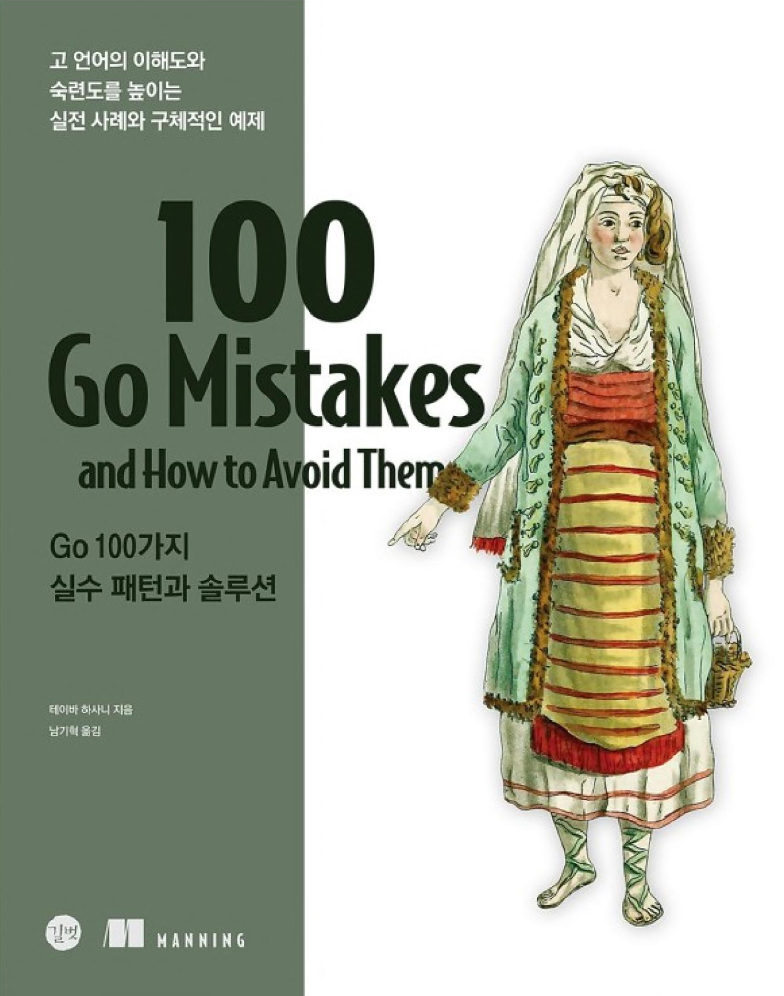 고 언어의 이해도와
숙련도를 높이는
실전 사례와 구체적인 예제
100
Go Mistakes
and How to Avoid Them
Go 100가지
실수 패턴과 솔루션
테이바 하사니 지음
남기혁 옮김
길벗
MANNING